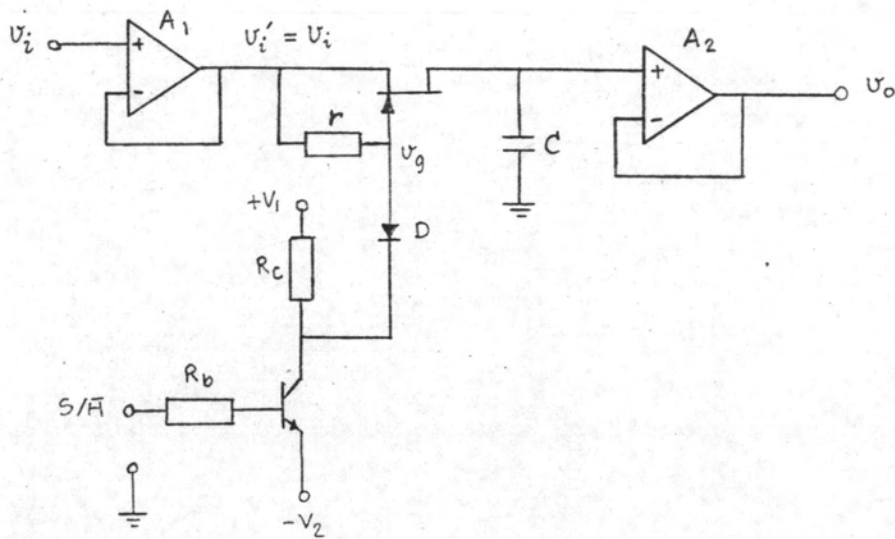 A1
A2
vi
vi' = vi
+
-
+
-
vo
r
vg
C
+V1
D
Rc
Rb
S/H̅
-V2